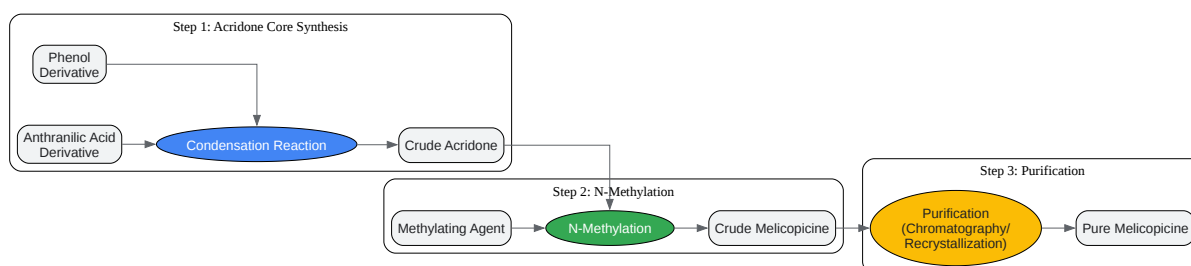 Step 1: Acridone Core Synthesis
Phenol
Derivative
Anthranilic Acid
Derivative
Condensation Reaction
Crude Acridone
Step 2: N-Methylation
Methylating Agent
N-Methylation
Crude Melicopicine
Step 3: Purification
Purification
(Chromatography/
Recrystallization)
Pure Melicopicine